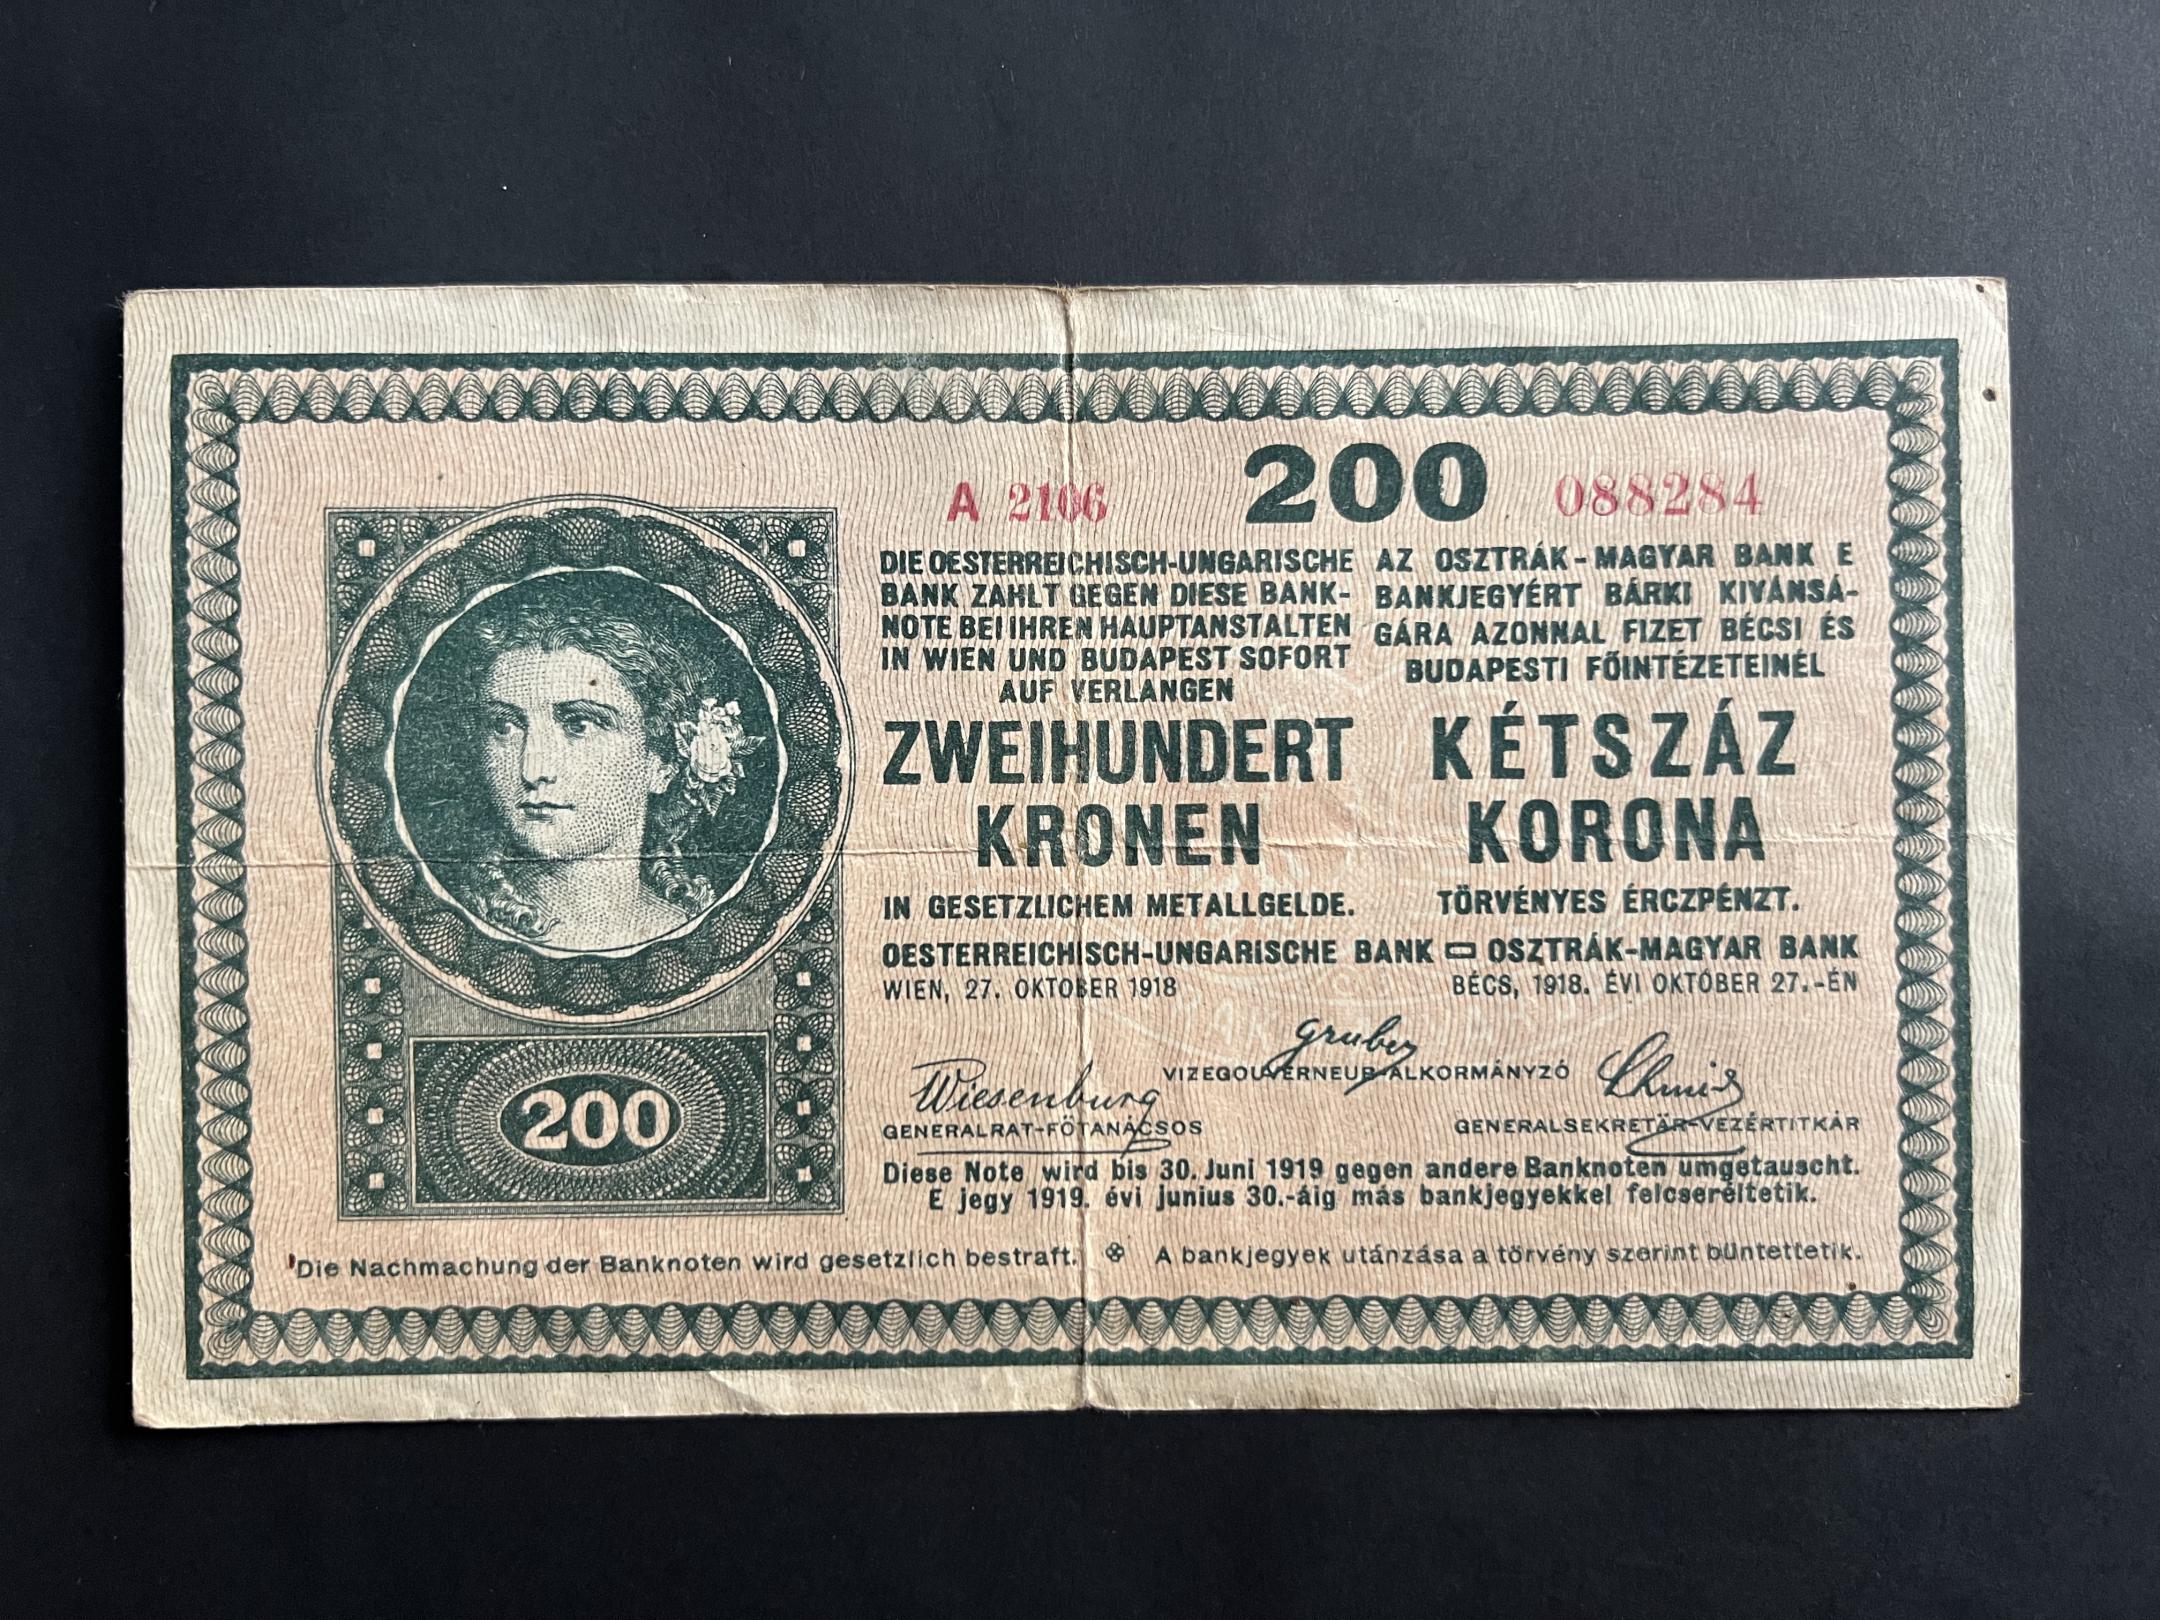 A 2106 200 088284
DIE OESTERREICHISCH-UNGARISCHE
BANK ZAHLT GEGEN DIESE BANK-
NOTE BEI IHREN HAUPTANSTALTEN
IN WIEN UND BUDAPEST SOFORT
AUF VERLANGEN
ZWEIHUNDERT
KRONEN
IN GESETZLICHEM METALLGELDE.
AZ OSZTRÁK-MAGYAR BANK E
BANKJEGYÉRT BÁRKI KIVÁNSÁ-
GÁRA AZONNAL FIZET BÉCSI ÉS
BUDAPESTI FŐINTÉZETEINÉL
KÉTSZÁZ
KORONA
TÖRVÉNYES ÉRCZPÉNZT.
OESTERREICHISCH-UNGARISCHE BANK OSZTRÁK-MAGYAR BANK
WIEN, 27. OKTOBER 1918
BÉCS, 1918. ÉVI OKTÓBER 27.-ÉN
Gruber
VIZEGOUVERNEUR-ALKORMÁNYZÓ
Wiesenburg
GENERALRAT-FŐTANÁCSOS
Schmid
GENERALSEKRETÄR-VEZÉRTITKÁR
Diese Note wird bis 30. Juni 1919 gegen andere Banknoten umgetauscht.
E jegy 1919. évi junius 30.-áig más bankjegyekkel felcseréltetik.
200
Die Nachmachung der Banknoten wird gesetzlich bestraft. A bankjegyek utánzása a törvény szerint büntettetik.